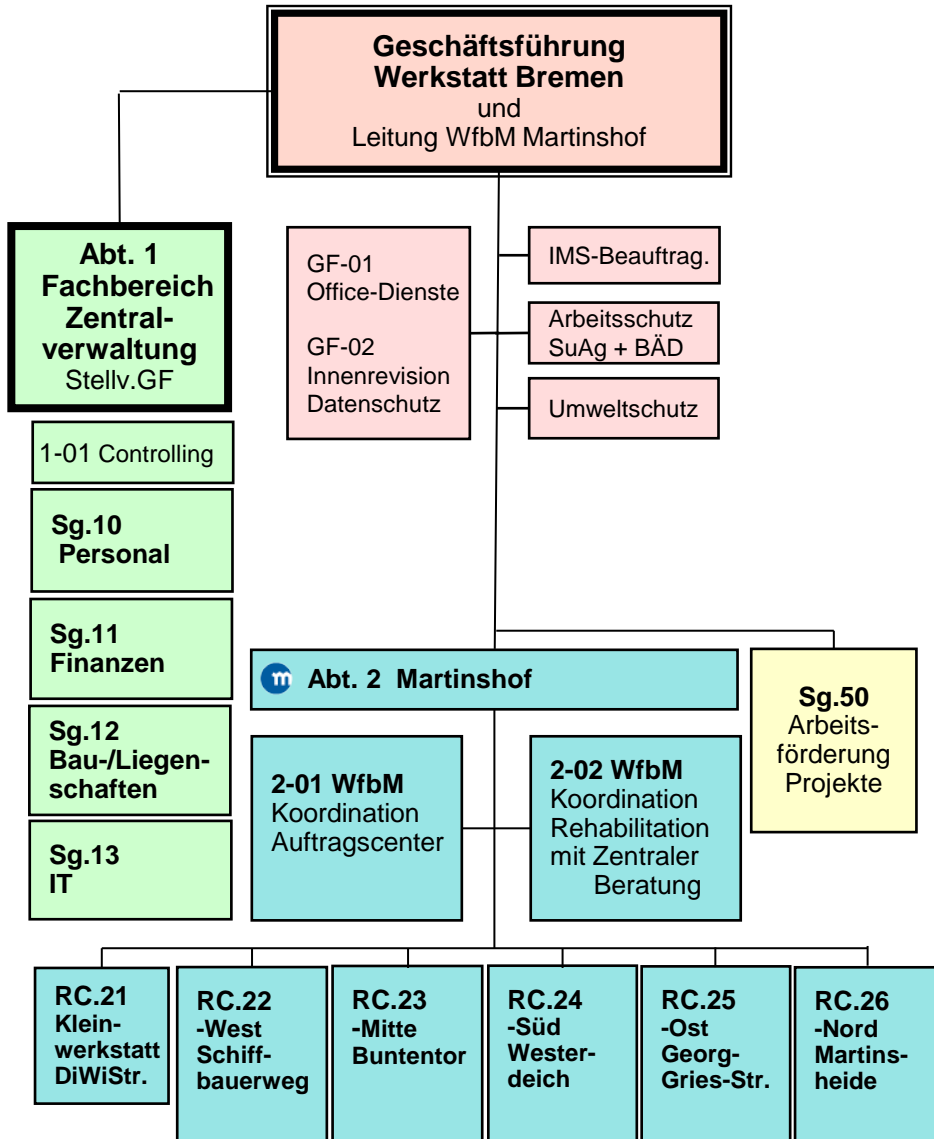 Geschäftsführung
Werkstatt Bremen
und
Leitung WfbM Martinshof
Abt. 1
Fachbereich
Zentral-
verwaltung
Stellv.GF
GF-01
Office-Dienste
GF-02
Innenrevision
Datenschutz
IMS-Beauftrag.
Arbeitsschutz
SuAg + BÄD
Umweltschutz
1-01 Controlling
Sg.10
Personal
Sg.11
Finanzen
Sg.12
Bau-/Liegen-
schaften
Sg.13
IT
m Abt. 2 Martinshof
Sg.50
Arbeits-
förderung
Projekte
2-01 WfbM
Koordination
Auftragscenter
2-02 WfbM
Koordination
Rehabilitation
mit Zentraler
Beratung
RC.21
Klein-
werkstatt
DiWiStr.
RC.22
-West
Schiff-
bauerweg
RC.23
-Mitte
Buntentor
RC.24
-Süd
Wester-
deich
RC.25
-Ost
Georg-
Gries-Str.
RC.26
-Nord
Martins-
heide